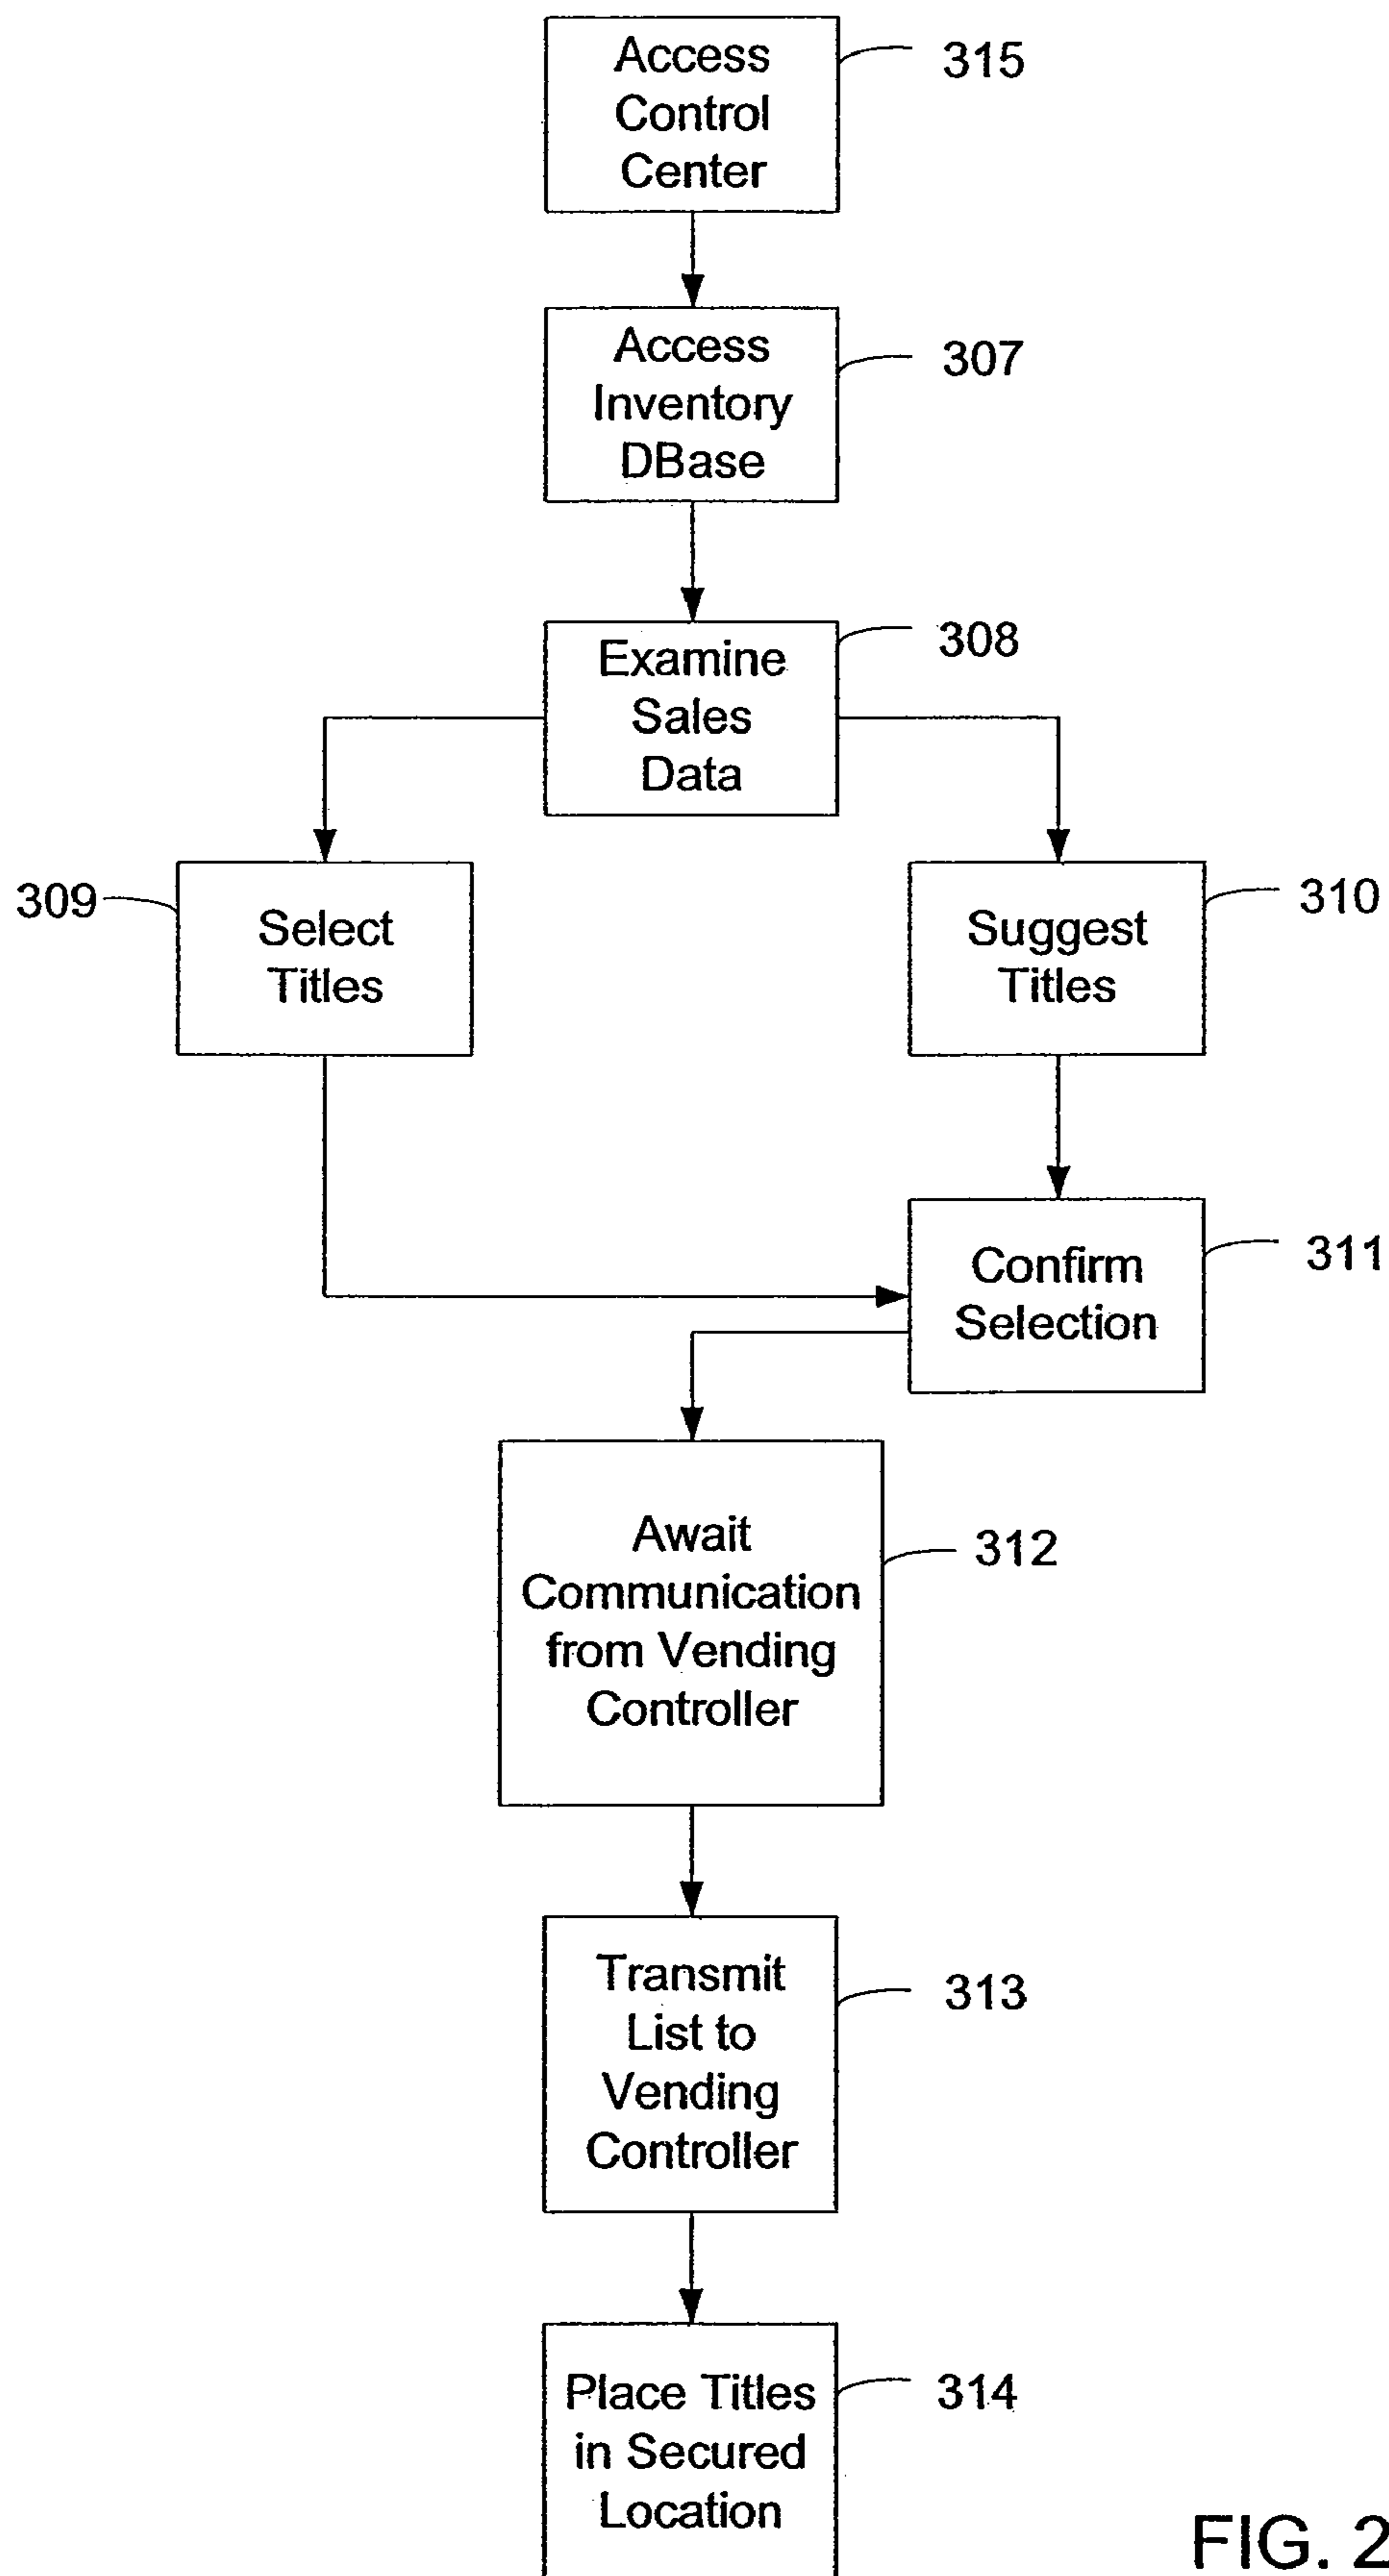 Access
Control
Center
315
Access
Inventory
DBase
307
Examine
Sales
Data
308
309
Select
Titles
Suggest
Titles
310
Confirm
Selection
311
Await
Communication
from Vending
Controller
312
Transmit
List to
Vending
Controller
313
Place Titles
in Secured
Location
314
FIG. 2